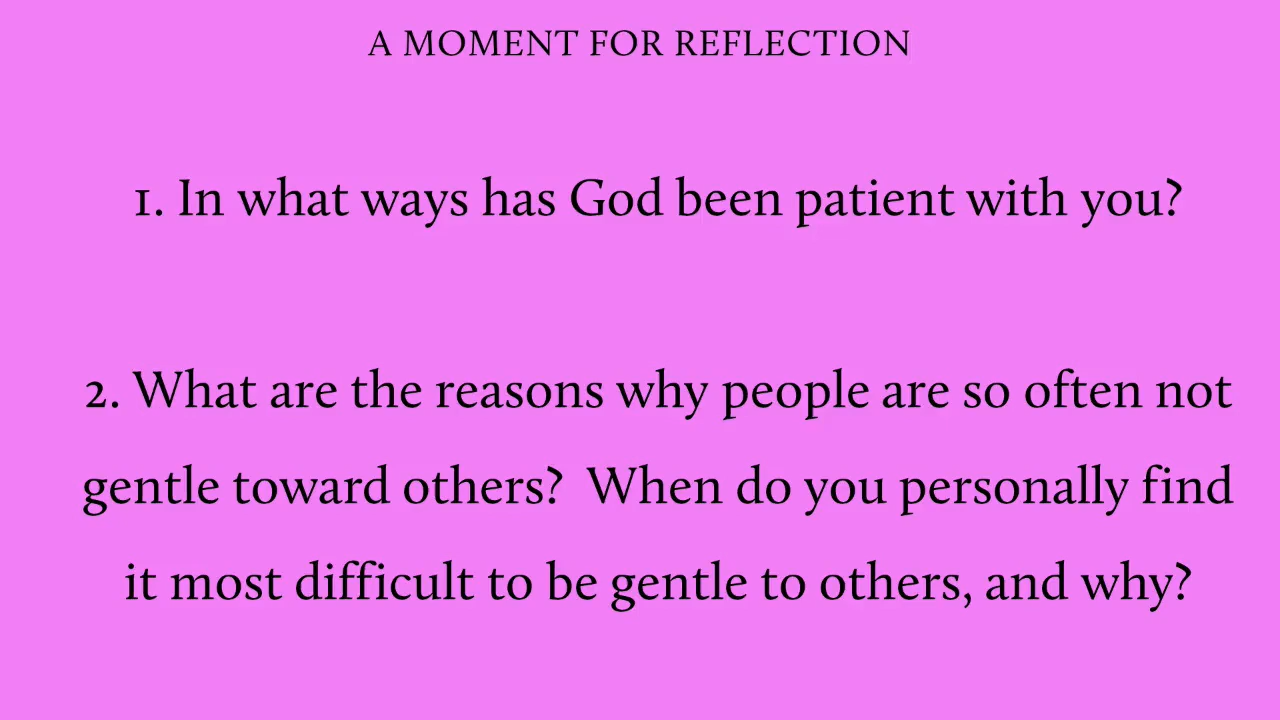 A MOMENT FOR REFLECTION
1. In what ways has God been patient with you?
2. What are the reasons why people are so often not
gentle toward others?  When do you personally find
it most difficult to be gentle to others, and why?